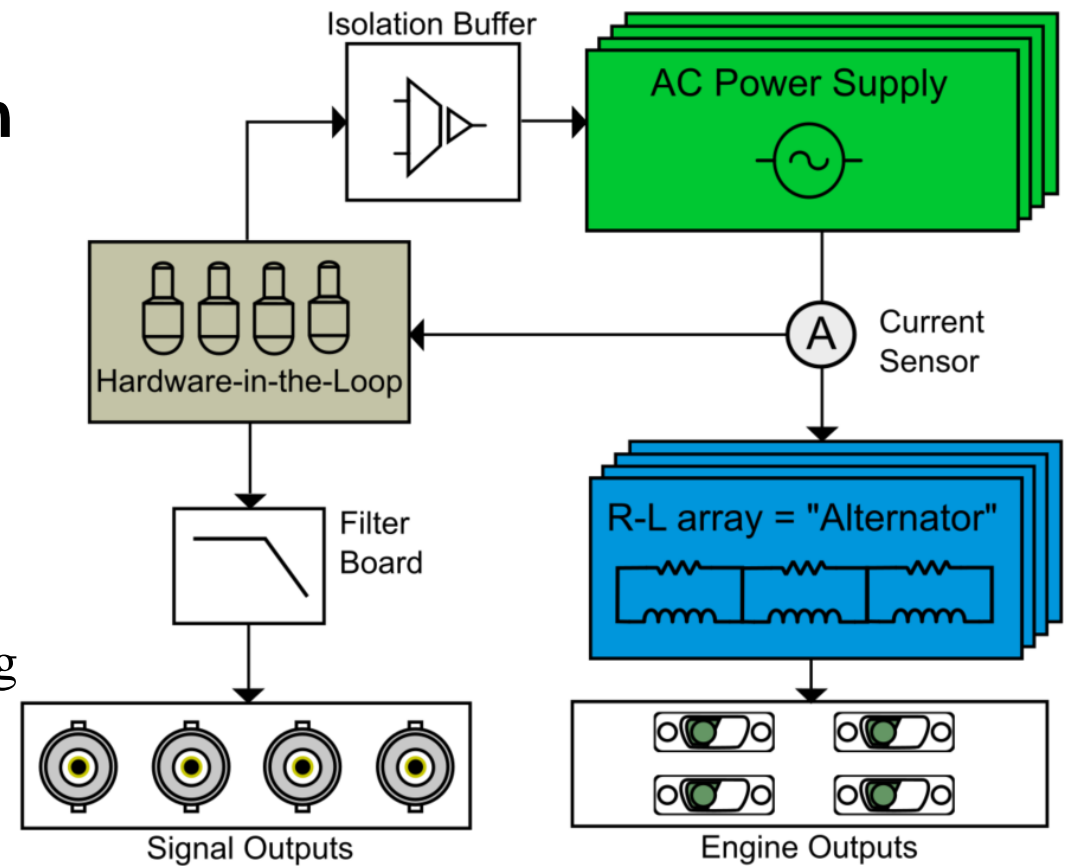 Isolation Buffer
AC Power Supply
n
Hardware-in-the-Loop
A
Current
Sensor
Filter
Board
R-L array = "Alternator"
g
Signal Outputs
Engine Outputs